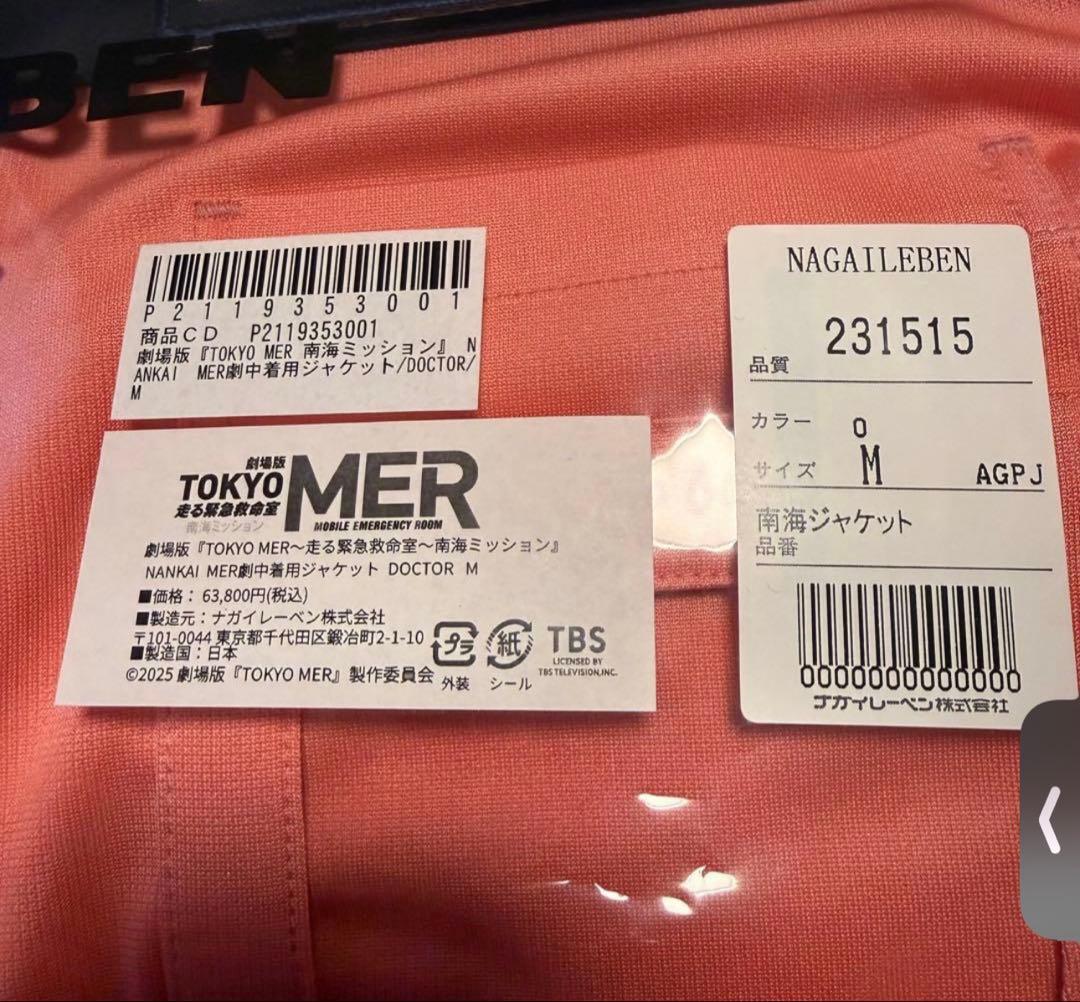 BEN
P2119353001
商品CD P2119353001
劇場版『TOKYO MER 南海ミッション』 N
ANKAI MER劇中着用ジャケット/DOCTOR/
M
劇場版
TOKYO MER
走る緊急救命室
MOBILE EMERGENCY ROOM
南海ミッション
劇場版『TOKYO MER~走る緊急救命室~南海ミッション』
NANKAI MER劇中着用ジャケット DOCTOR M
■価格: 63,800円(税込)
■製造元:ナガイレーベン株式会社
〒101-0044 東京都千代田区鍛冶町2-1-10
■製造国:日本
©2025 劇場版『TOKYO MER』製作委員会
プラ
外装
紙
シール
TBS
LICENSED BY
TBS TELEVISION,INC.
NAGAILEBEN
231515
品質
カラー O
サイズ M AGPJ
南海ジャケット
品番
0000000000000
ナガイレーベン株式会社